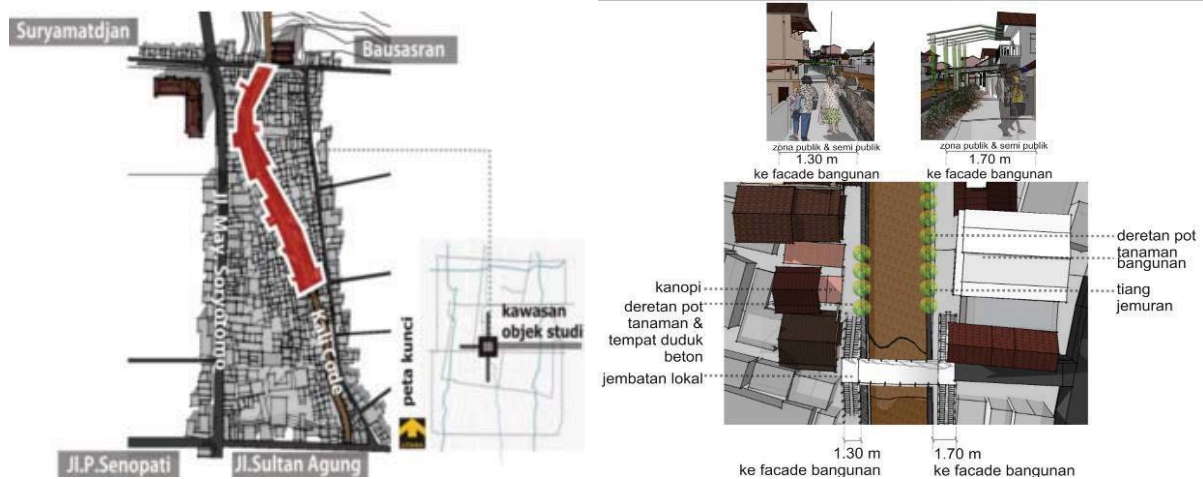 Suryamatdjan
Bausasran
Jl. May. Soryotomo
Kali Code
peta kunci
kawasan
objek studi
Jl.P.Senopati
Jl.Sultan Agung
zona publik & semi publik
1.30 m
ke facade bangunan
zona publik & semi publik
1.70 m
ke facade bangunan
kanopi
deretan pot
tanaman &
tempat duduk
beton
jembatan lokal
deretan pot
tanaman
bangunan
tiang
jemuran
1.30 m
ke facade bangunan
1.70 m
ke facade bangunan